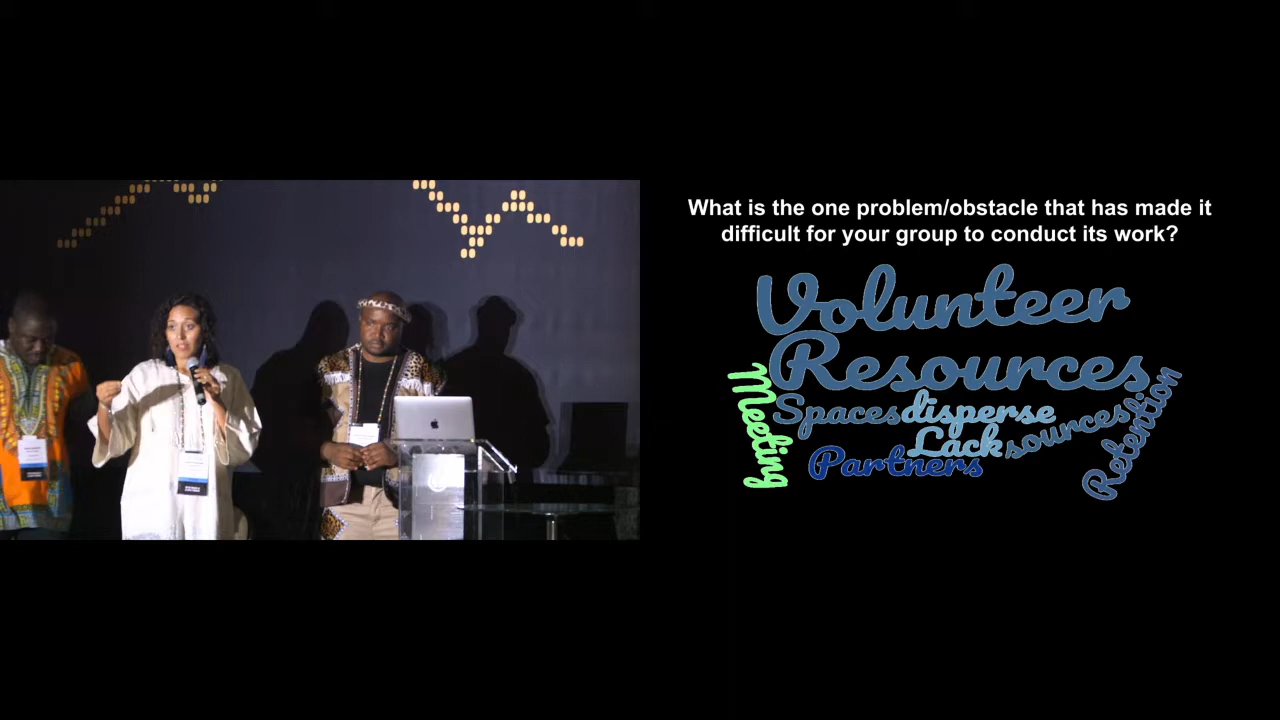 What is the one problem/obstacle that has made it
difficult for your group to conduct its work?
Volunteer
Resources
Meeting
Spaces disperse
Lack sources
Partners
Retention